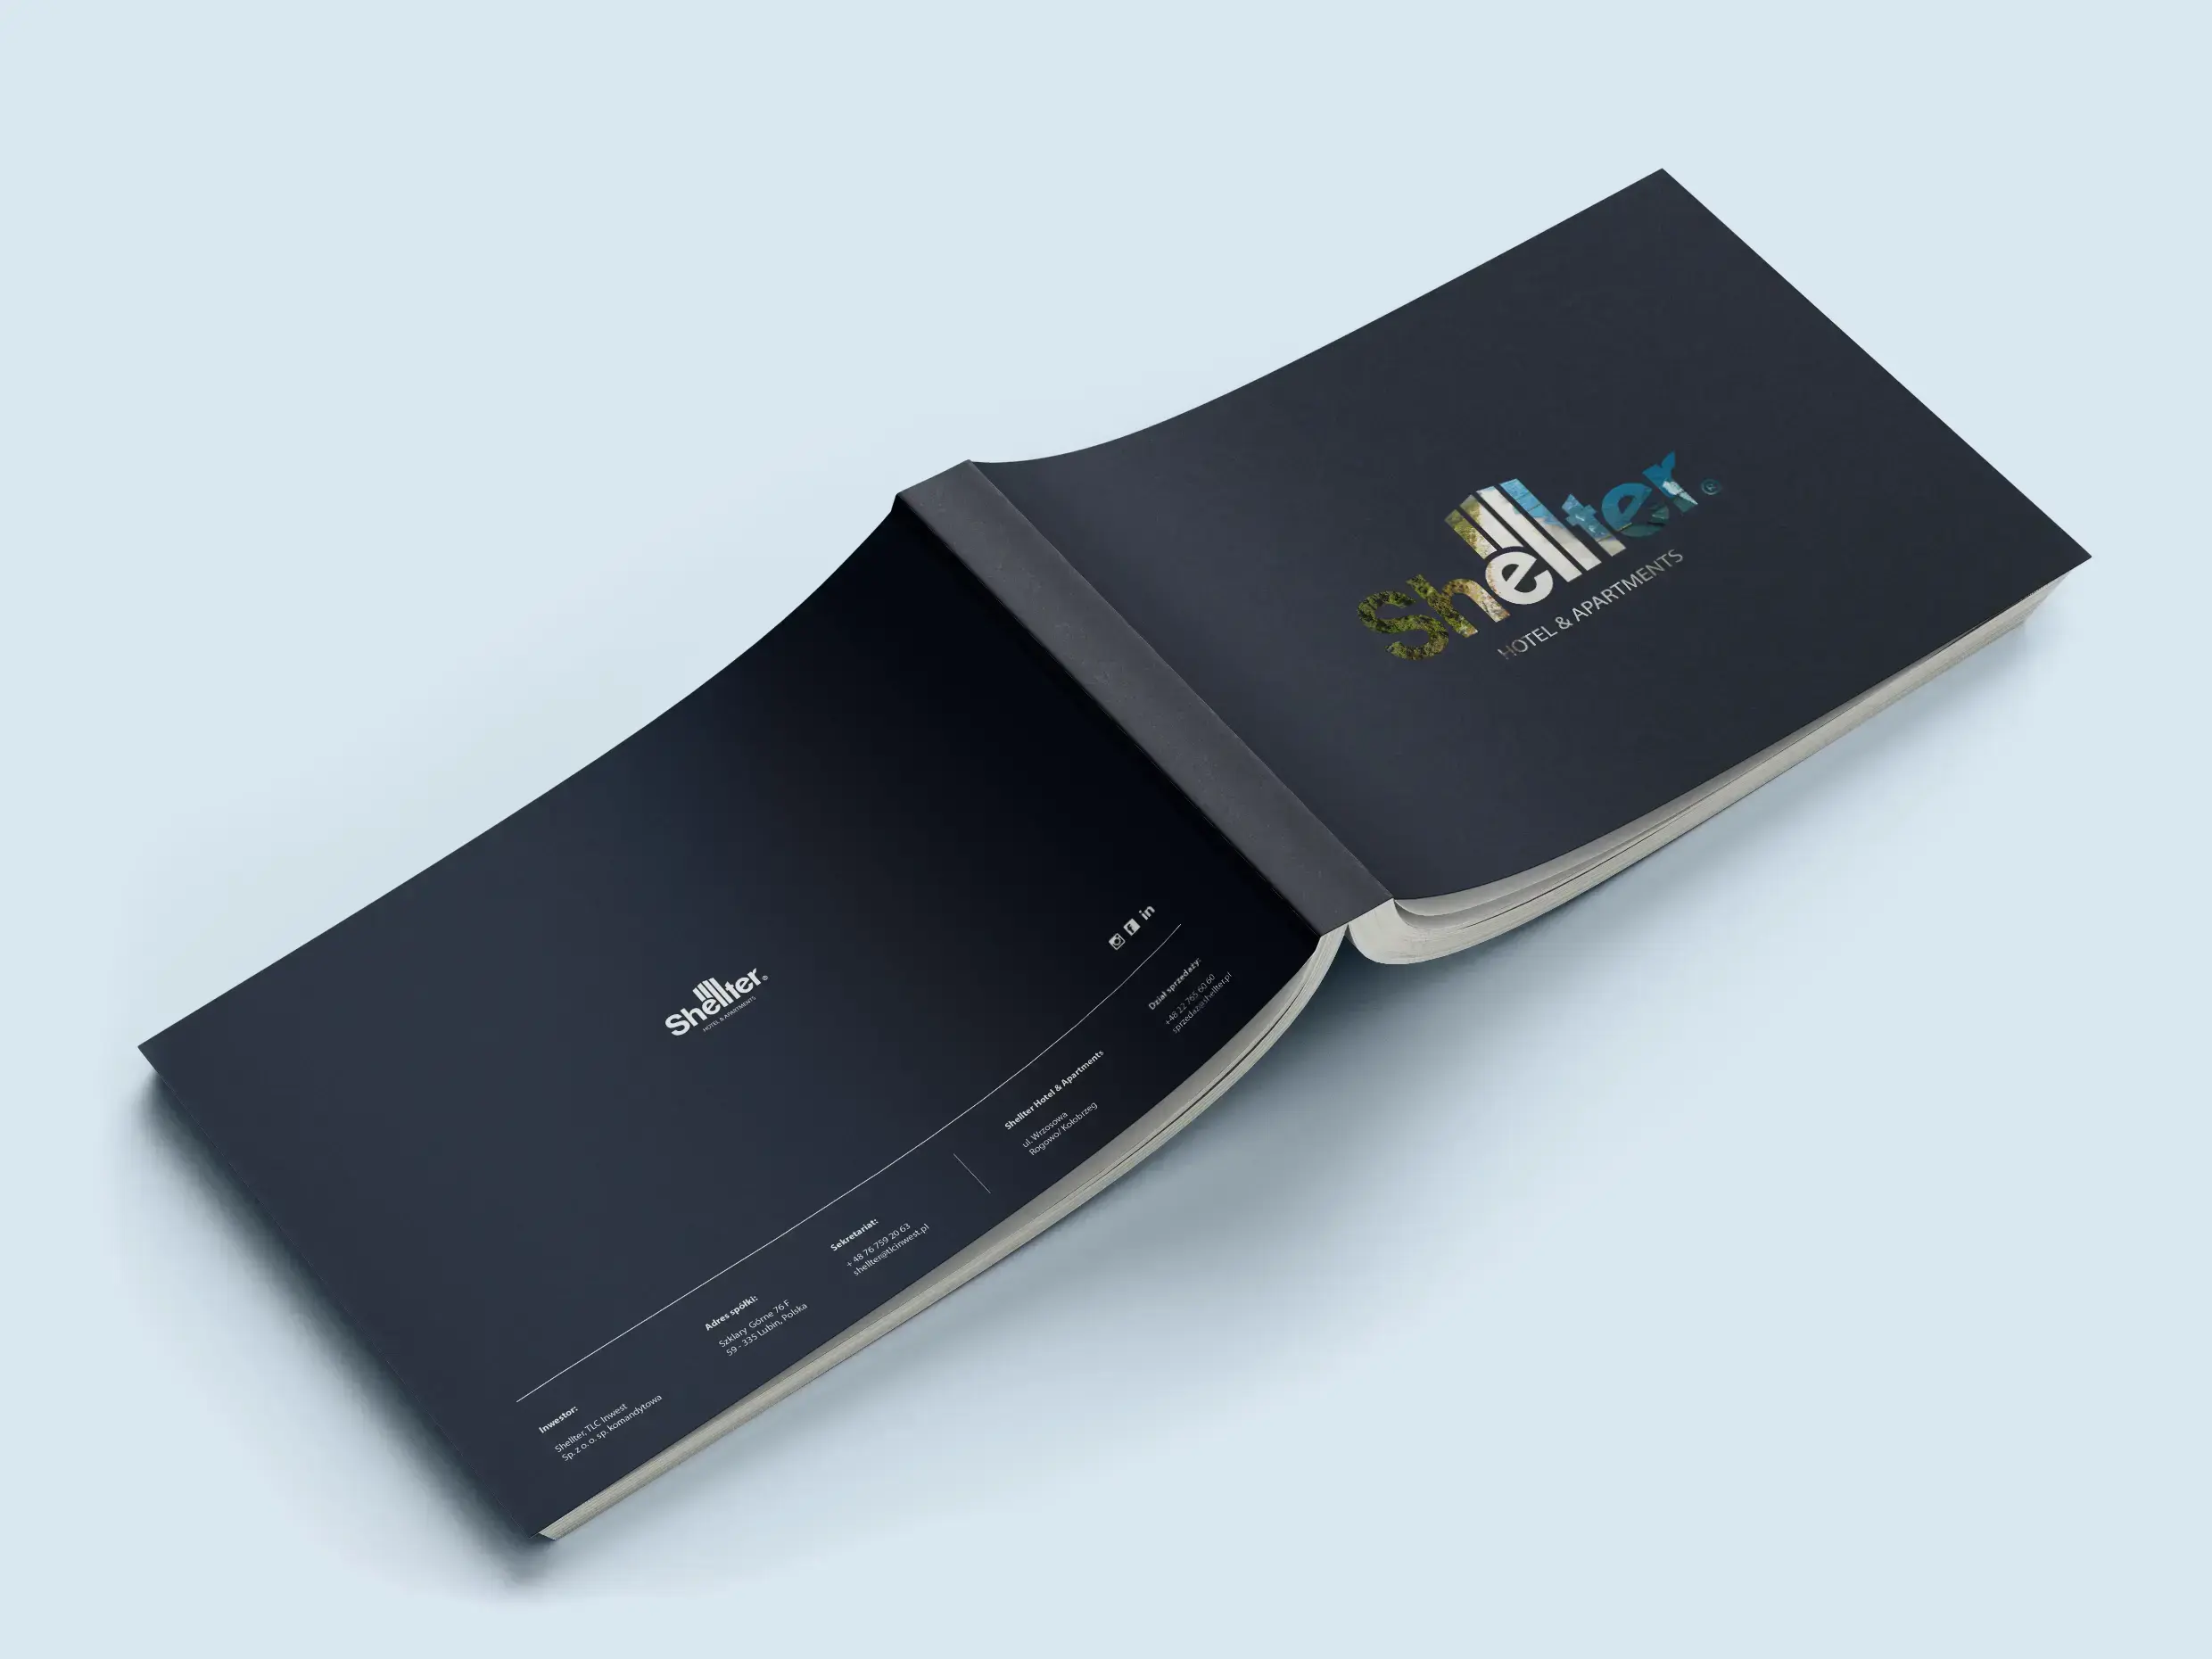 Shellter®
HOTEL & APARTMENTS
Shellter®
HOTEL & APARTMENTS
in
Inwestor:
Shellter, TLC Inwest
Sp. z o. o. sp. komandytowa
Adres spółki:
Szklary Górne 76 F
59 - 335 Lubin, Polska
Sekretariat:
+ 48 76 759 20 63
shellter@tlcinwest.pl
Shellter Hotel & Apartments
ul. Wrzosowa
Rogowo/ Kołobrzeg
Dział sprzedaży:
+48 22 765 60 60
sprzedaz@shellter.pl